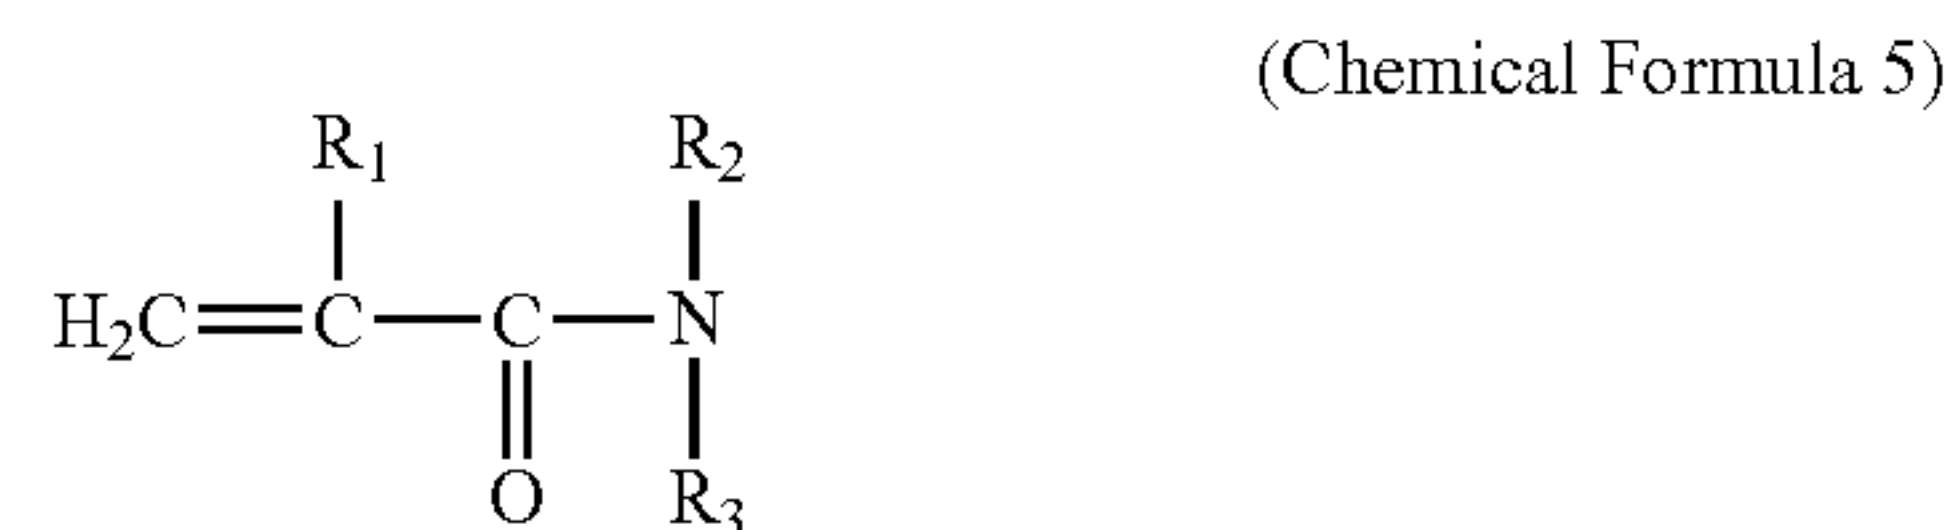 (Chemical Formula 5)
R₁ R₂
H₂C=C—C—N
O R₃